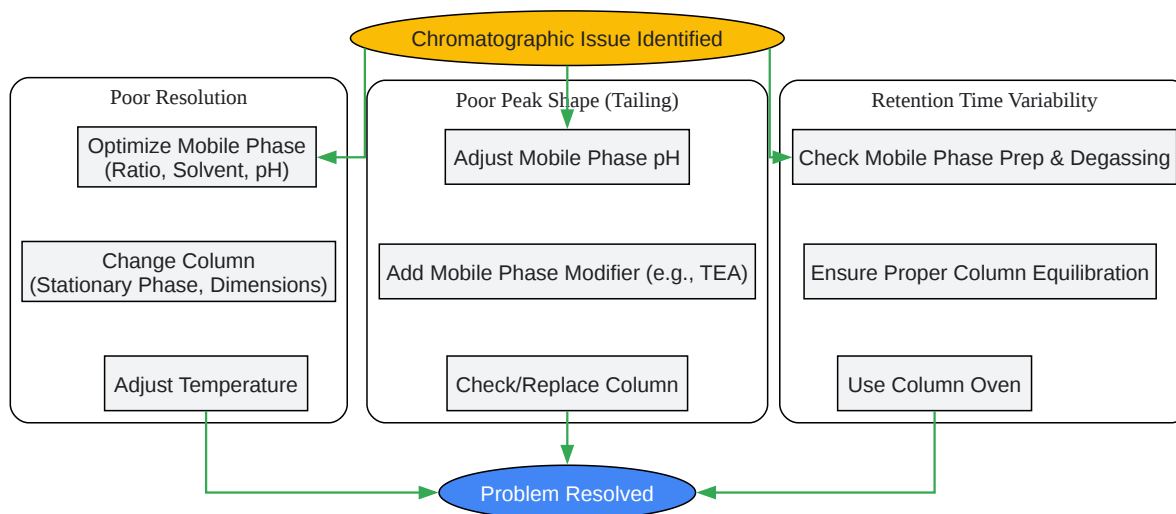 Chromatographic Issue Identified
Poor Resolution
Optimize Mobile Phase
(Ratio, Solvent, pH)
Change Column
(Stationary Phase, Dimensions)
Adjust Temperature
Poor Peak Shape (Tailing)
Adjust Mobile Phase pH
Add Mobile Phase Modifier (e.g., TEA)
Check/Replace Column
Retention Time Variability
Check Mobile Phase Prep & Degassing
Ensure Proper Column Equilibration
Use Column Oven
Problem Resolved